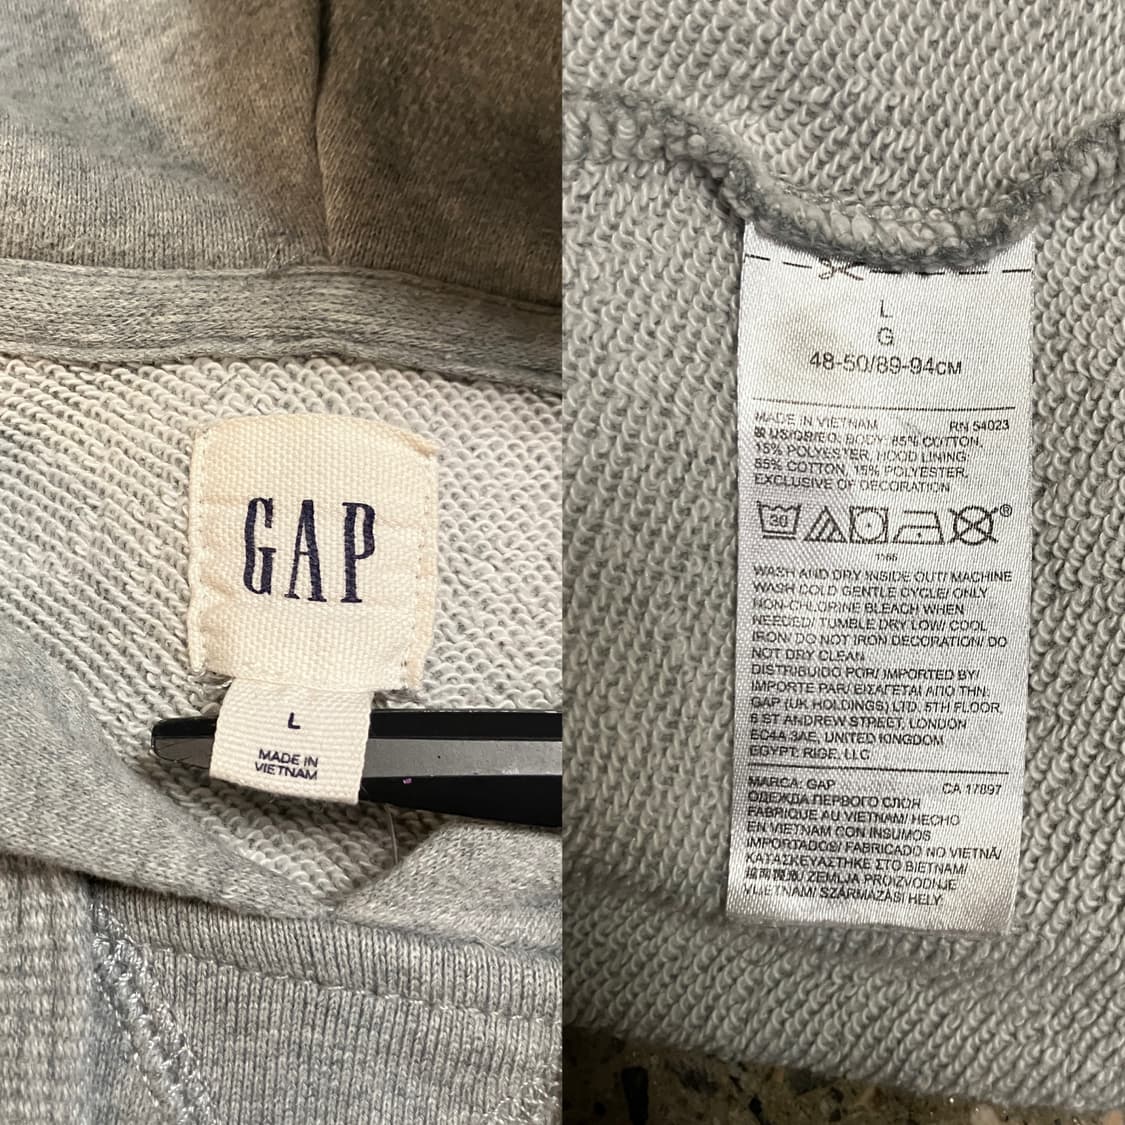 GAP
L
MADE IN
VIETNAM
L
G
48-50/89-94CM
MADE IN VIETNAM RN 54023
US/ BODY: 85% COTTON,
15% POLYESTER, HOOD LINING:
85% COTTON, 15% POLYESTER,
EXCLUSIVE OF DECORATION
30
®
WASH AND DRY INSIDE OUT/ MACHINE
WASH COLD GENTLE CYCLE/ ONLY
NON-CHLORINE BLEACH WHEN
NEEDED/ TUMBLE DRY LOW/ COOL
IRON/ DO NOT IRON DECORATION/ DO
NOT DRY CLEAN
DISTRIBUIDO POR/ IMPORTED BY/
IMPORTE PAR/ ΕΙΣΑΓΕΤΑΙ ΑΠΟ ΤΗΝ:
GAP (UK HOLDINGS) LTD, 5TH FLOOR,
6 ST ANDREW STREET, LONDON
EC4A 3AE, UNITED KINGDOM
EGYPT: RIGE, LLC
MARCA: GAP CA 17897
ОДЕЖДА ПЕРВОГО СЛОЯ
FABRIQUE AU VIETNAM/ HECHO
EN VIETNAM CON INSUMOS
IMPORTADOS/ FABRICADO NO VIETNÃ/
ΚΑΤΑΣΚΕΥΑΣΤΗΚΕ ΣΤΟ ΒΙΕΤΝΑΜ/
ZEMLJA PROIZVODNJE
VIJETNAM/ SZÁRMAZÁSI HELY: